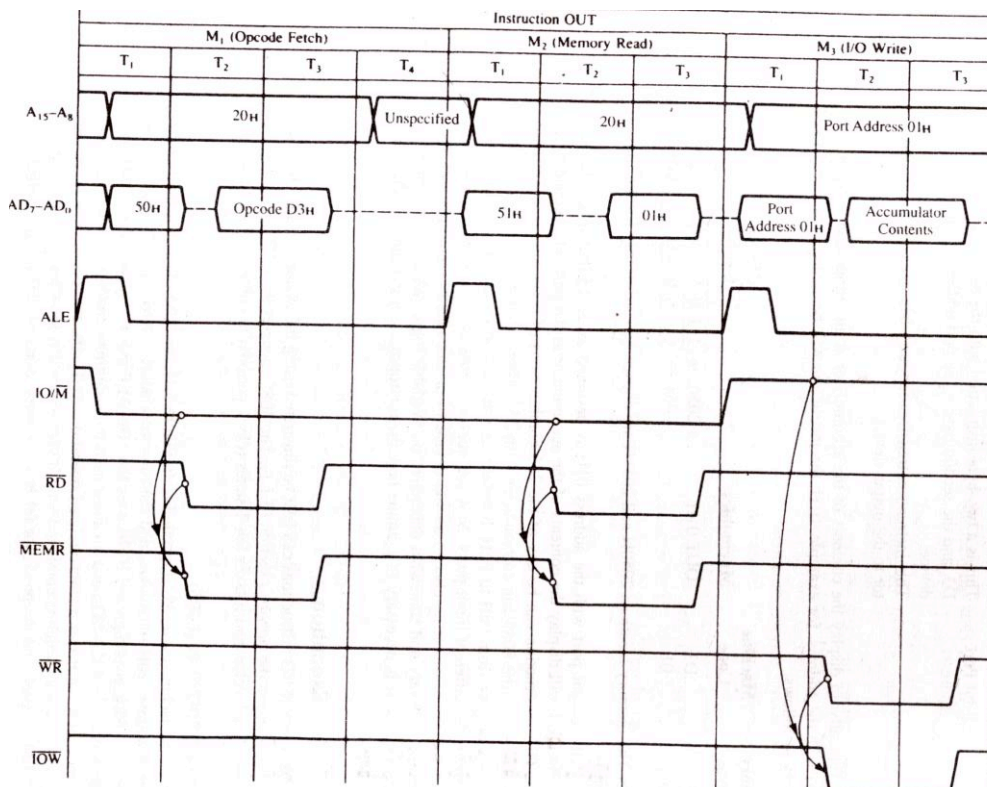 Instruction OUT
M₁ (Opcode Fetch) M₂ (Memory Read) M₃ (I/O Write)
T₁ T₂ T₃ T₄ T₁ T₂ T₃ T₁ T₂ T₃
A₁₅–A₈ 20H Unspecified 20H Port Address 01H
AD₇–AD₀ 50H Opcode D3H 51H 01H Port Address 01H Accumulator Contents
ALE
IO/M̅
R̅D̅
M̅E̅M̅R̅
W̅R̅
I̅O̅W̅